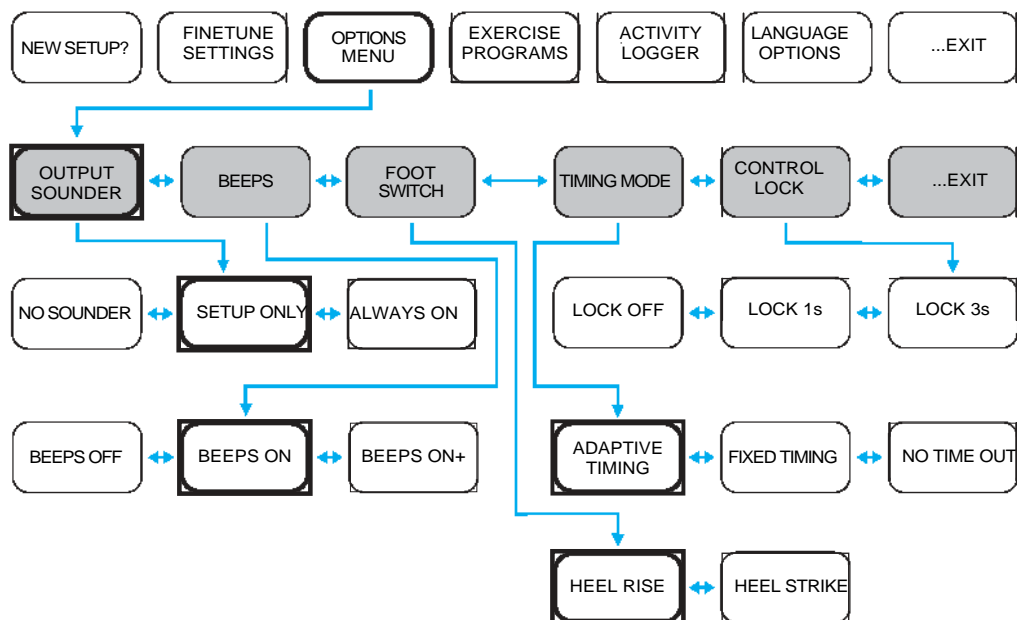 NEW SETUP?
FINETUNE
SETTINGS
OPTIONS
MENU
EXERCISE
PROGRAMS
ACTIVITY
LOGGER
LANGUAGE
OPTIONS
...EXIT
OUTPUT
SOUNDER
BEEPS
FOOT
SWITCH
TIMING MODE
CONTROL
LOCK
...EXIT
NO SOUNDER
SETUP ONLY
ALWAYS ON
LOCK OFF
LOCK 1s
LOCK 3s
BEEPS OFF
BEEPS ON
BEEPS ON+
ADAPTIVE
TIMING
FIXED TIMING
NO TIME OUT
HEEL RISE
HEEL STRIKE